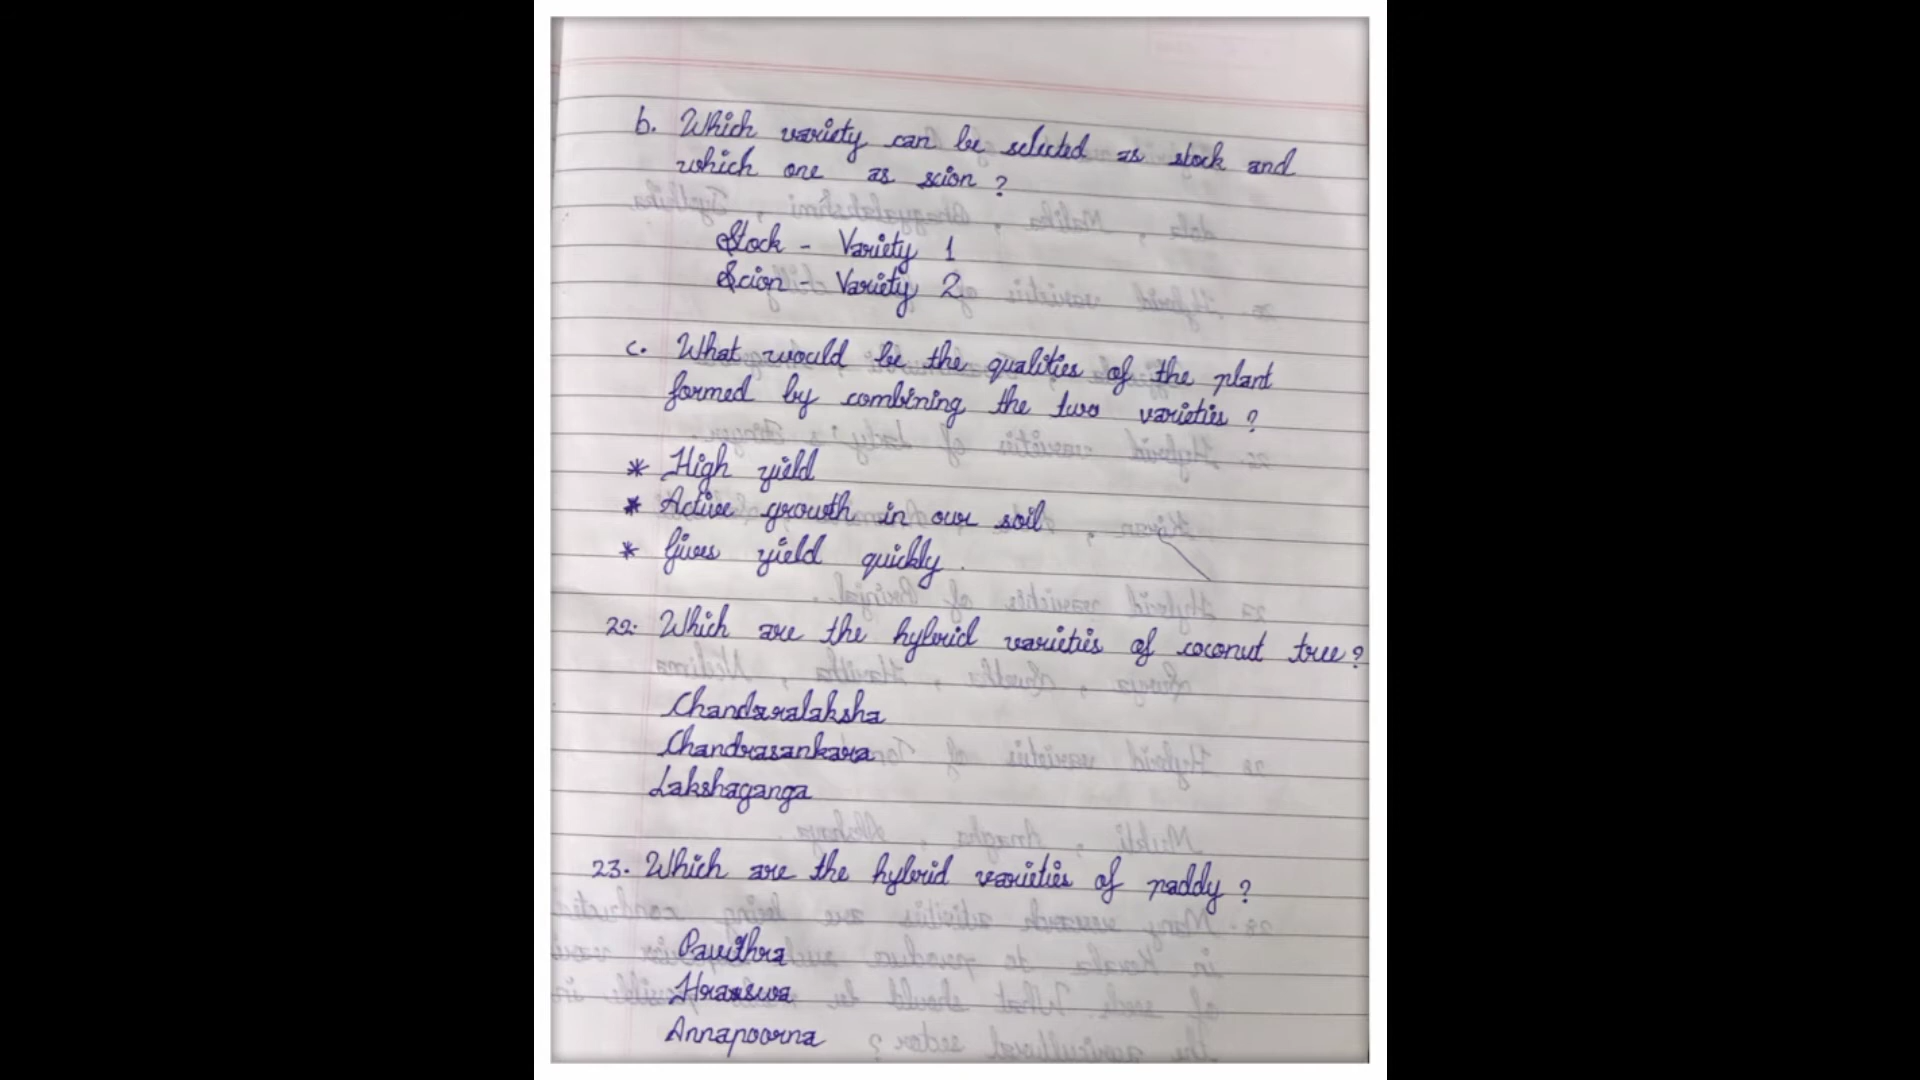 b. Which variety can be selected as stock and
which one as scion ?
Stock - Variety 1
Scion - Variety 2
c. What would be the qualities of the plant
formed by combining the two varieties ?
* High yield
* Active growth in our soil
* Gives yield quickly .
22. Which are the hybrid varieties of coconut tree ?
Chandaralaksha
Chandrasankara
Lakshaganga
23. Which are the hybrid varieties of paddy ?
Pavithra
Hraswa
Annapoorna